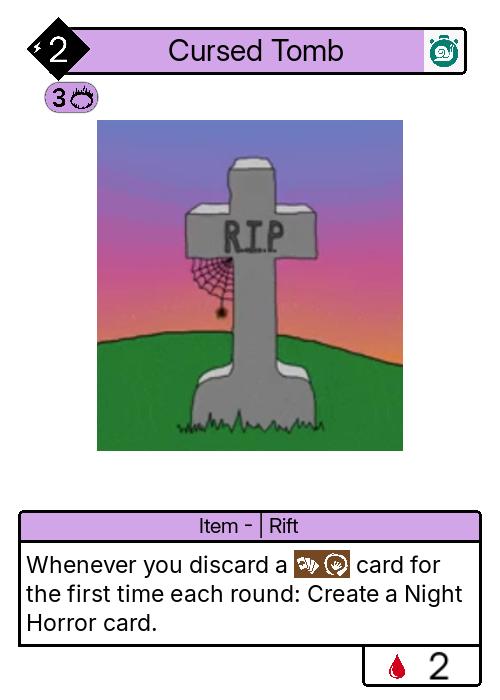 2
Cursed Tomb
3
R.I.P
Item - | Rift
Whenever you discard a card for
the first time each round: Create a Night
Horror card.
2